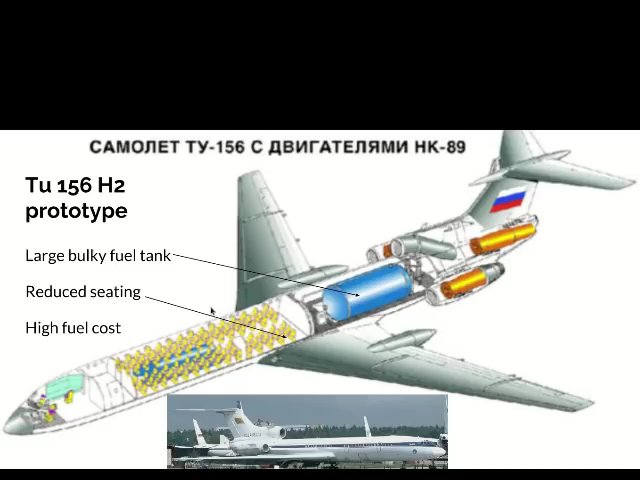 САМОЛЕТ ТУ-156 С ДВИГАТЕЛЯМИ НК-89
Tu 156 H2
prototype
Large bulky fuel tank
Reduced seating
High fuel cost